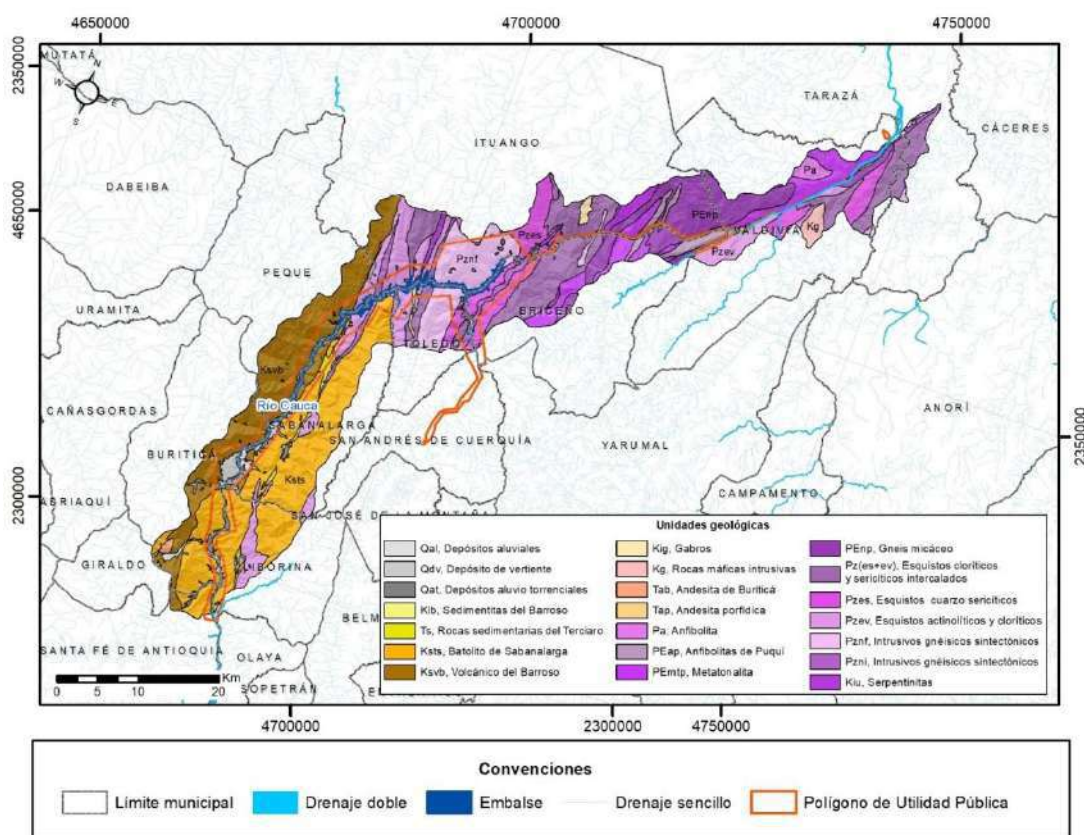 4650000
4700000
4750000
2350000
4650000
2300000
MUTATÁ
N
W
E
S
TARAZÁ
CÁCERES
ITUANGO
DABEIBA
Pa
PEnp
VALDIVIA
Kg
Pzes
Pzev
Pznf
PEQUE
URAMITA
BRICEÑO
TOLEDO
Ksvb
Río Cauca
CAÑASGORDAS
SABANALARGA
SAN ANDRÉS DE CUERQUÍA
YARUMAL
ANORÍ
2350000
BURITICÁ
Ksts
CAMPAMENTO
ABRIAQUÍ
SAN JOSÉ DE LA MONTAÑA
GIRALDO
LIBORINA
BELM
SANTA FÉ DE ANTIOQUIA
OLAYA
SOPETRÁN
0 5 10 20 Km
Unidades geológicas
Qal, Depósitos aluviales
Qdv, Depósito de vertiente
Qat, Depósitos aluvio torrenciales
Klb, Sedimentitas del Barroso
Ts, Rocas sedimentarias del Terciaro
Ksts, Batolito de Sabanalarga
Ksvb, Volcánico del Barroso
Kig, Gabros
Kg, Rocas máficas intrusivas
Tab, Andesita de Buriticá
Tap, Andesita porfídica
Pa, Anfibolita
PEap, Anfibolitas de Puquí
PEmtp, Metatonalita
PEnp, Gneis micáceo
Pz(es+ev), Esquistos cloríticos
y sericíticos intercalados
Pzes, Esquistos cuarzo sericíticos
Pzev, Esquistos actinolíticos y cloríticos
Pznf, Intrusivos gnéisicos sintectónicos
Pzni, Intrusivos gnéisicos sintectónicos
Kiu, Serpentinitas
4700000
2300000
4750000
Convenciones
Límite municipal
Drenaje doble
Embalse
Drenaje sencillo
Polígono de Utilidad Pública